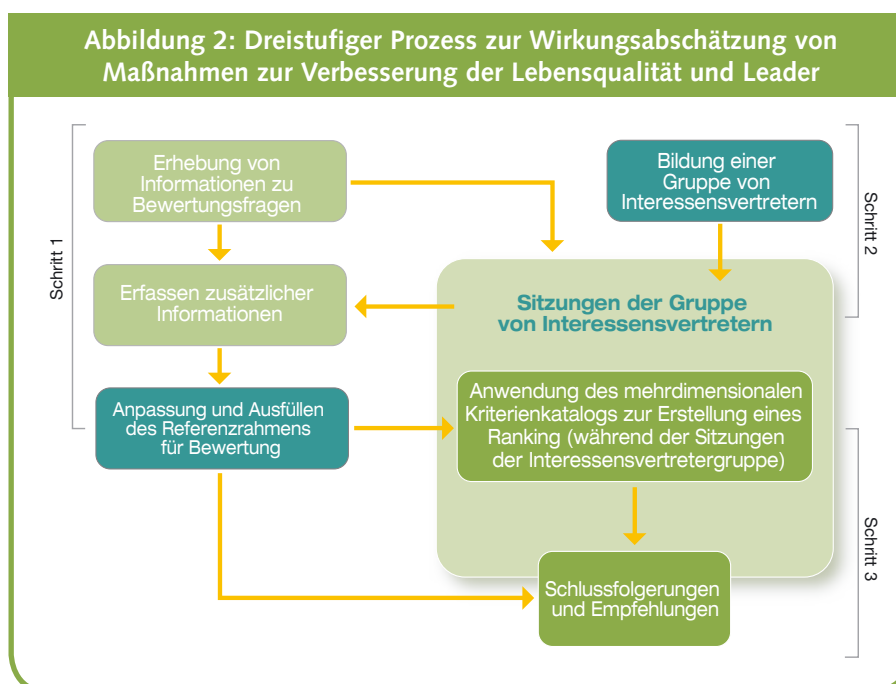 Abbildung 2: Dreistufiger Prozess zur Wirkungsabschätzung von
Maßnahmen zur Verbesserung der Lebensqualität und Leader
Schritt 1
Erhebung von
Informationen zu
Bewertungsfragen
Erfassen zusätzlicher
Informationen
Anpassung und Ausfüllen
des Referenzrahmens
für Bewertung
Bildung einer
Gruppe von
Interessensvertretern
Schritt 2
Sitzungen der Gruppe
von Interessensvertretern
Anwendung des mehrdimensionalen
Kriterienkatalogs zur Erstellung eines
Ranking (während der Sitzungen
der Interessensvertretergruppe)
Schritt 3
Schlussfolgerungen
und Empfehlungen